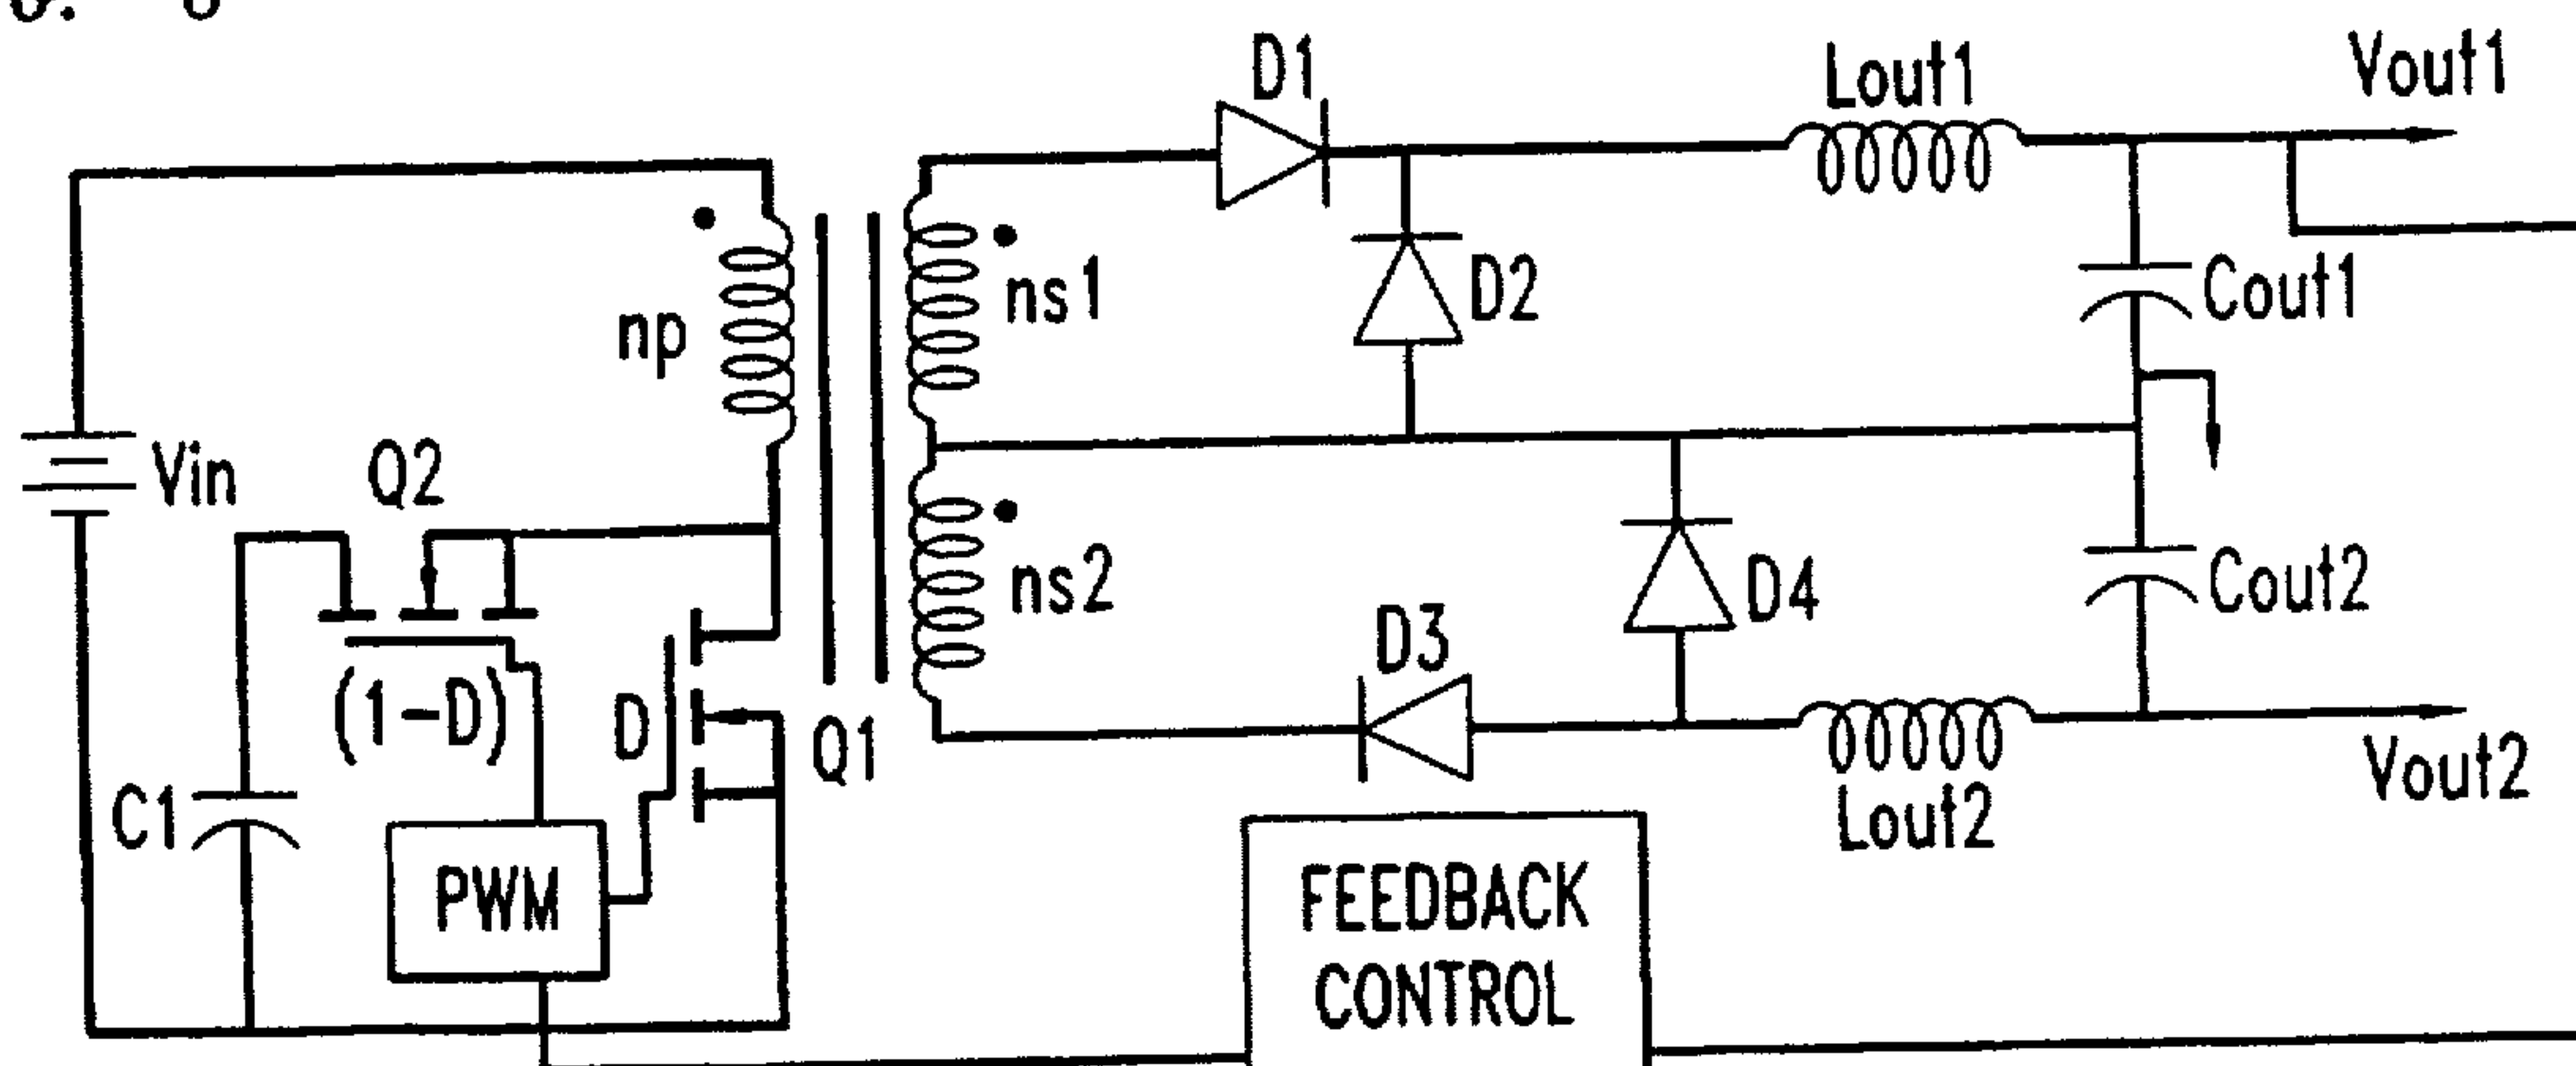 D1
Lout1
Vout1
np
ns1
D2
Cout1
Vin
Q2
ns2
D4
Cout2
D3
(1-D)
D
Q1
C1
Vout2
Lout2
PWM
FEEDBACK
CONTROL